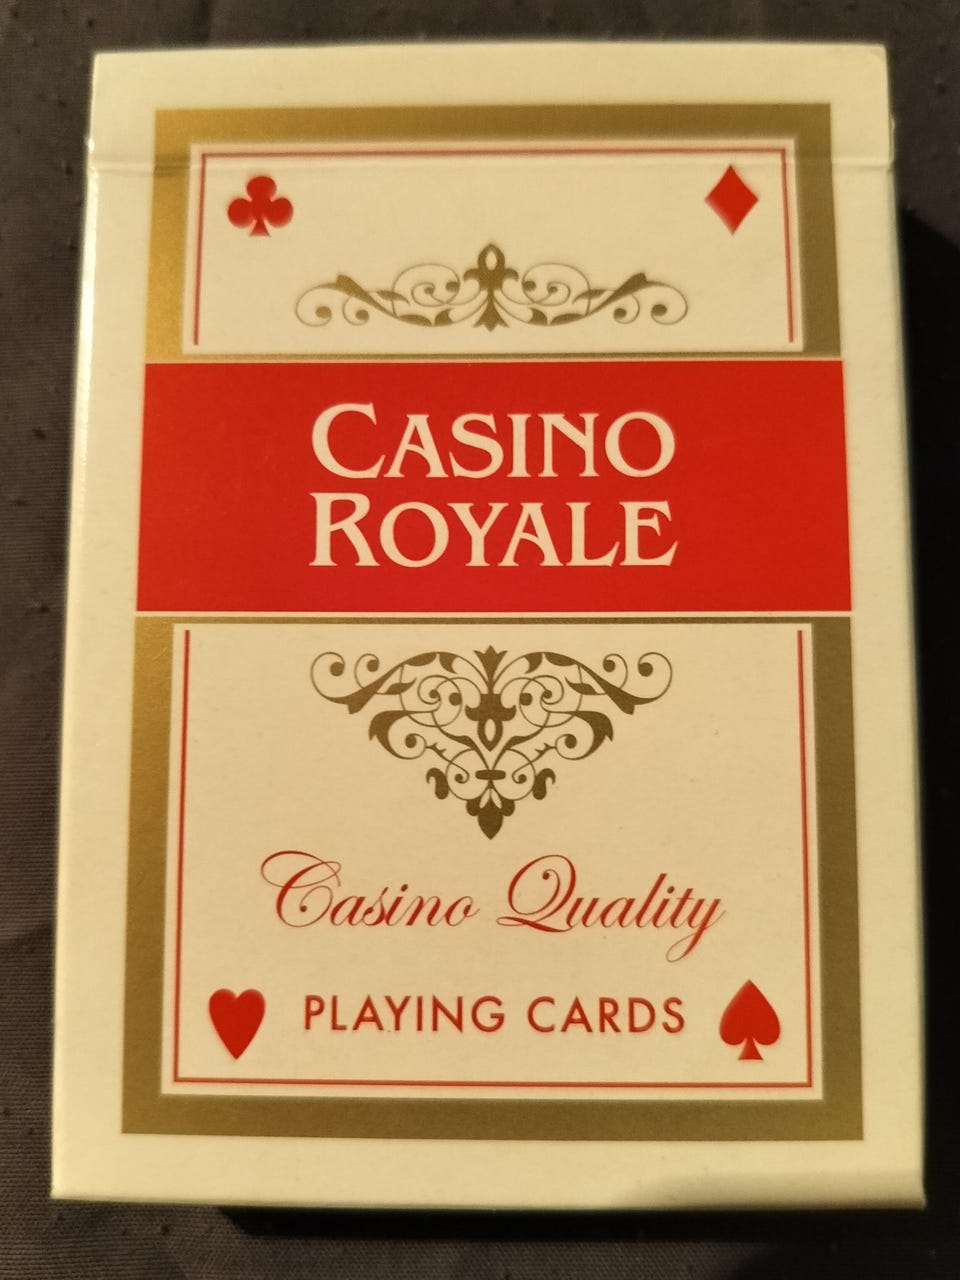 CASINO
ROYALE
Casino Quality
PLAYING CARDS